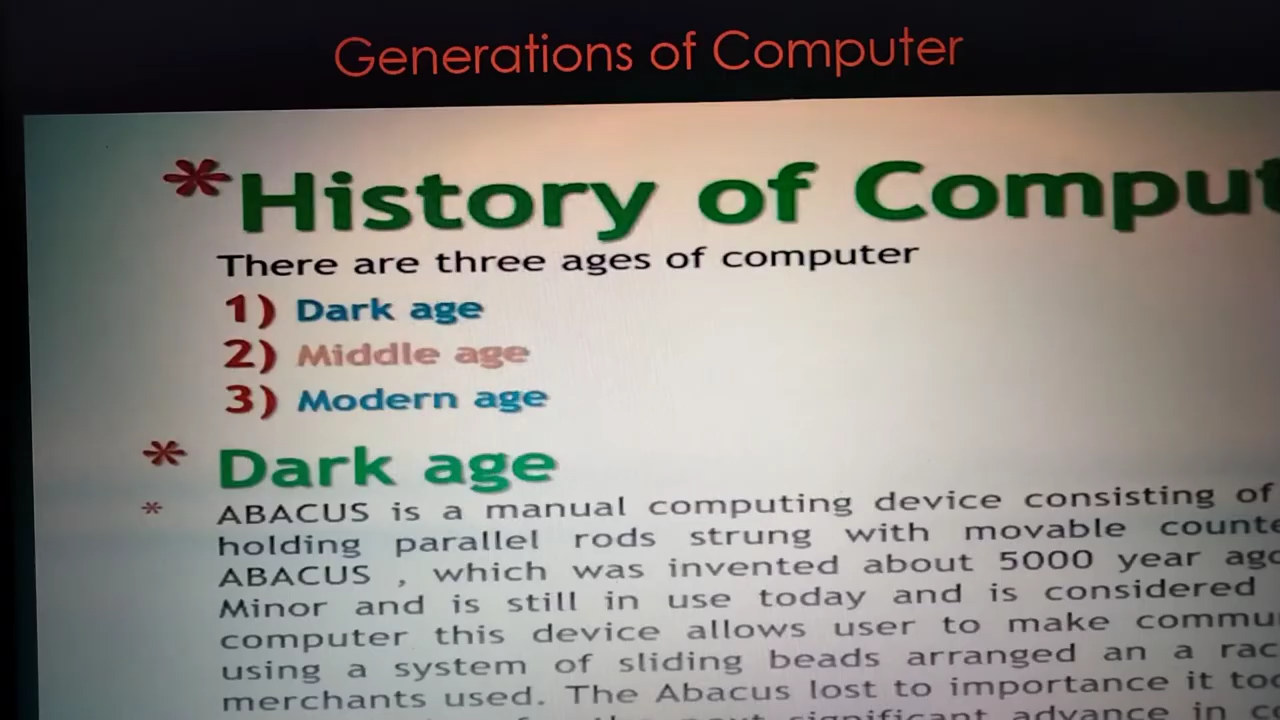 Generations of Computer
*History of Comput
There are three ages of computer
1) Dark age
2) Middle age
3) Modern age
* Dark age
* ABACUS is a manual computing device consisting of
holding parallel rods strung with movable counte
ABACUS , which was invented about 5000 year ago
Minor and is still in use today and is considered
computer this device allows user to make commu
using a system of sliding beads arranged an a rac
merchants used. The Abacus lost to importance it too
significant advance in